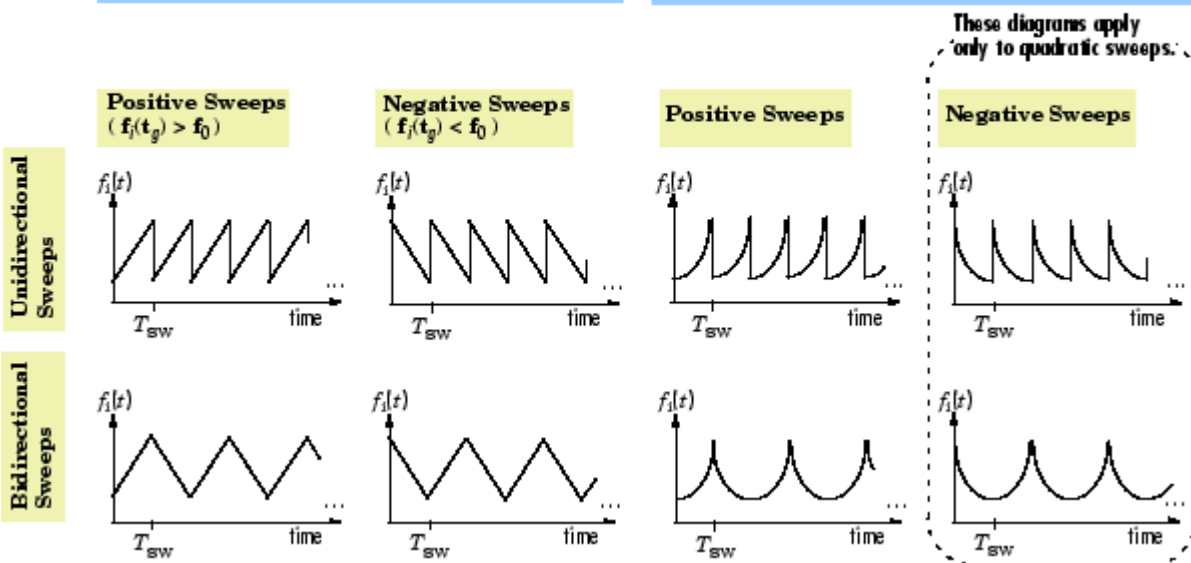 These diagrams apply
only to quadratic sweeps.
Positive Sweeps
( fi(tg) > f0 )
Negative Sweeps
( fi(tg) < f0 )
Positive Sweeps
Negative Sweeps
Unidirectional
Sweeps
fi(t)
fi(t)
fi(t)
fi(t)
...
...
...
...
Tsw
time
Tsw
time
Tsw
time
Tsw
time
Bidirectional
Sweeps
fi(t)
fi(t)
fi(t)
fi(t)
...
...
...
...
Tsw
time
Tsw
time
Tsw
time
Tsw
time